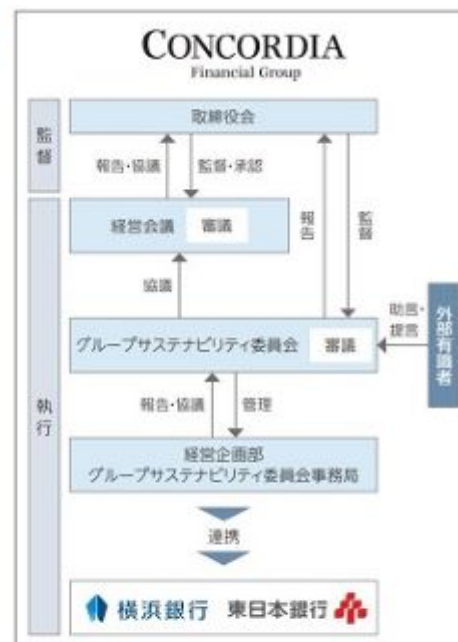 CONCORDIA
Financial Group
監督
取締役会
報告・協議
監督・承認
経営会議
審議
報告
監督
協議
助言・
提言
外部有識者
グループサステナビリティ委員会
審議
執行
報告・協議
管理
経営企画部
グループサステナビリティ委員会事務局
連携
横浜銀行
東日本銀行